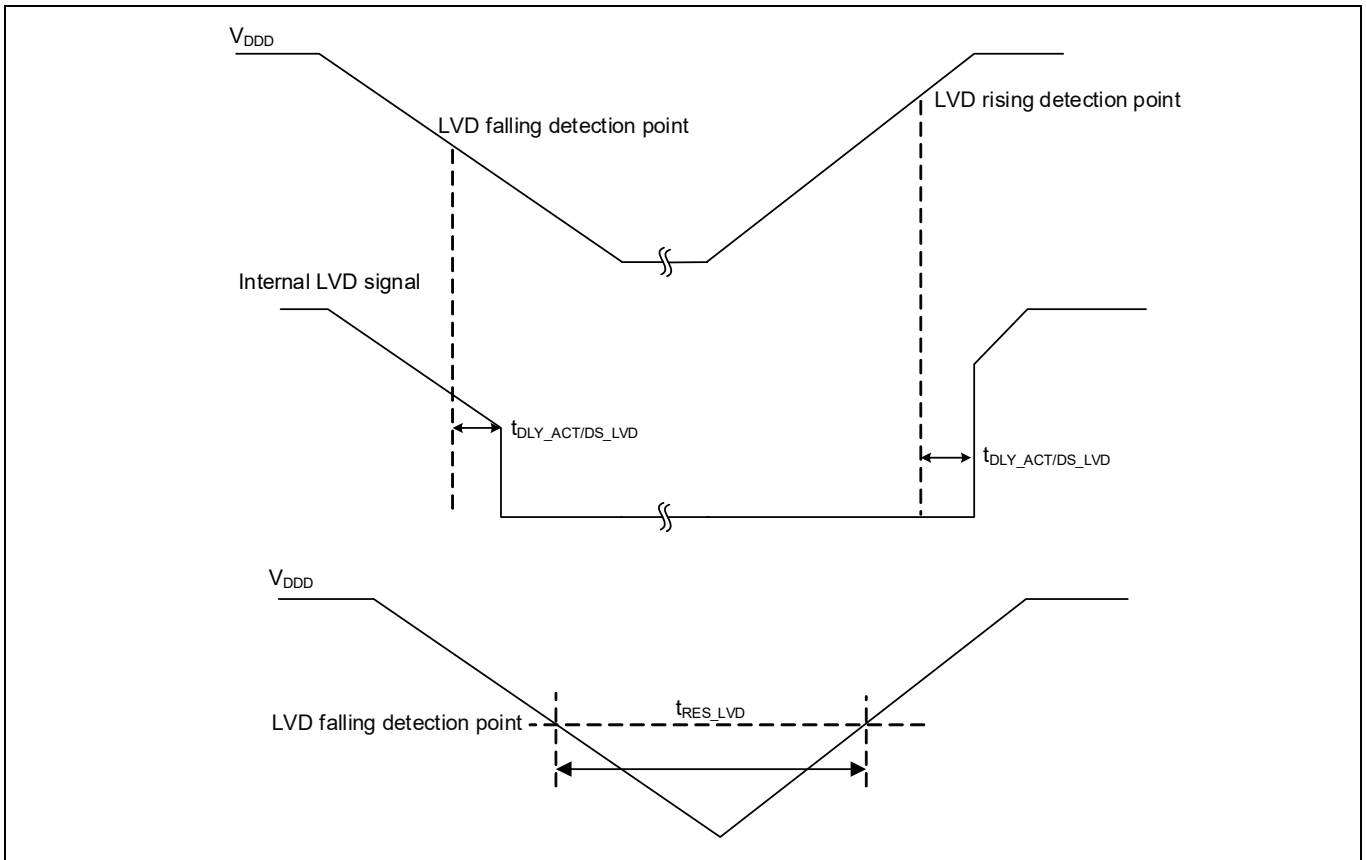 VDDD
LVD rising detection point
LVD falling detection point
Internal LVD signal
tDLY_ACT/DS_LVD
tDLY_ACT/DS_LVD
VDDD
tRES_LVD
LVD falling detection point